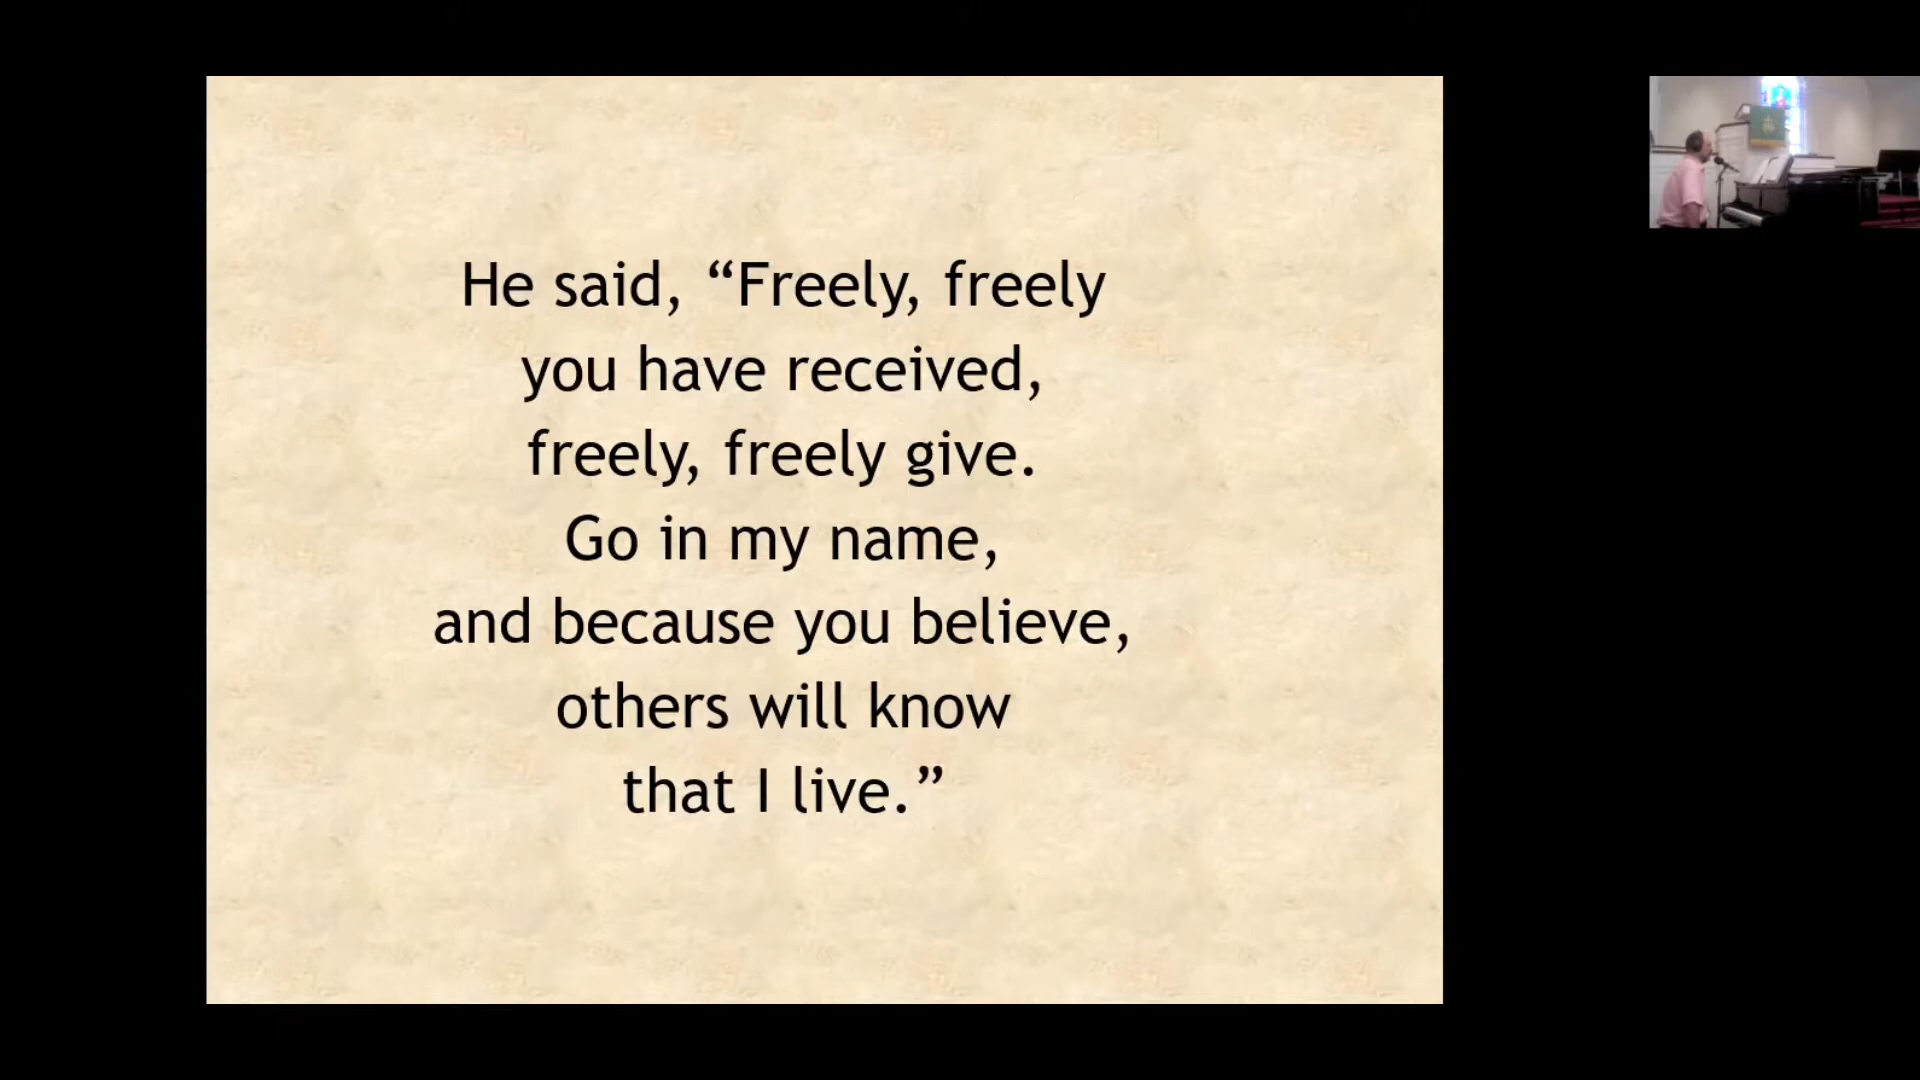 He said, “Freely, freely
you have received,
freely, freely give.
Go in my name,
and because you believe,
others will know
that I live.”